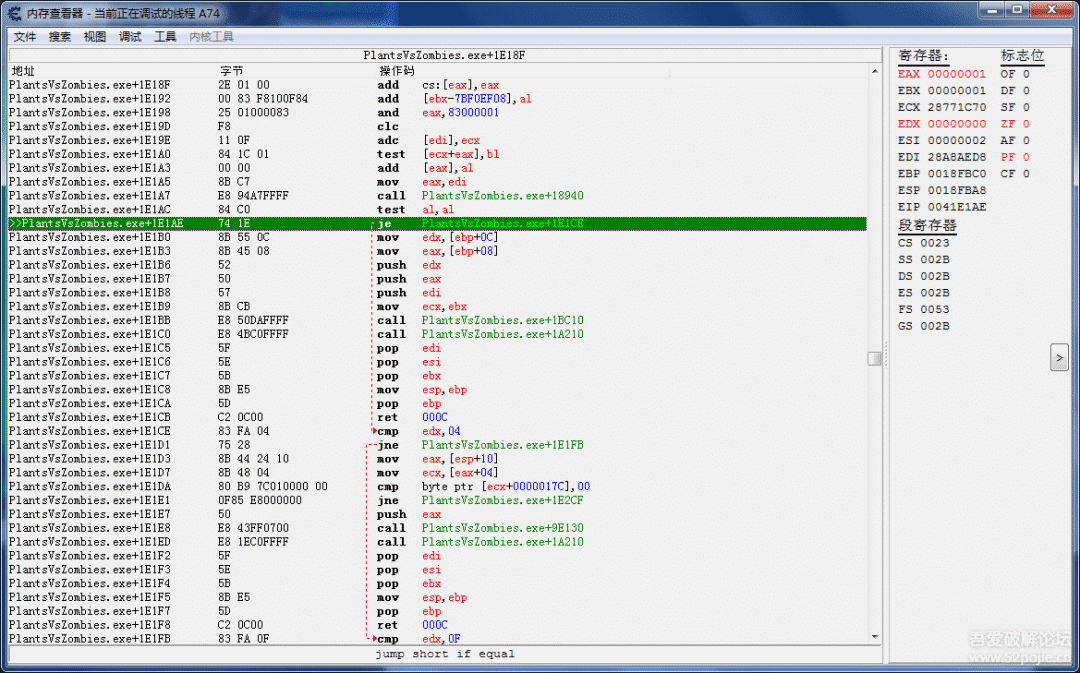 内存查看器 - 当前正在调试的线程 A74
文件 搜索 视图 调试 工具 内核工具
PlantsVsZombies.exe+1E18F
地址 字节 操作码
PlantsVsZombies.exe+1E18F 2E 01 00 add cs:[eax],eax
PlantsVsZombies.exe+1E192 00 83 F8100F84 add [ebx-7BF0EF08],al
PlantsVsZombies.exe+1E198 25 01000083 and eax,83000001
PlantsVsZombies.exe+1E19D F8 clc
PlantsVsZombies.exe+1E19E 11 0F adc [edi],ecx
PlantsVsZombies.exe+1E1A0 84 1C 01 test [ecx+eax],bl
PlantsVsZombies.exe+1E1A3 00 00 add [eax],al
PlantsVsZombies.exe+1E1A5 8B C7 mov eax,edi
PlantsVsZombies.exe+1E1A7 E8 94A7FFFF call PlantsVsZombies.exe+18940
PlantsVsZombies.exe+1E1AC 84 C0 test al,al
>>PlantsVsZombies.exe+1E1AE 74 1E je PlantsVsZombies.exe+1E1CE
PlantsVsZombies.exe+1E1B0 8B 55 0C mov edx,[ebp+0C]
PlantsVsZombies.exe+1E1B3 8B 45 08 mov eax,[ebp+08]
PlantsVsZombies.exe+1E1B6 52 push edx
PlantsVsZombies.exe+1E1B7 50 push eax
PlantsVsZombies.exe+1E1B8 57 push edi
PlantsVsZombies.exe+1E1B9 8B CB mov ecx,ebx
PlantsVsZombies.exe+1E1BB E8 50DAFFFF call PlantsVsZombies.exe+1BC10
PlantsVsZombies.exe+1E1C0 E8 4BC0FFFF call PlantsVsZombies.exe+1A210
PlantsVsZombies.exe+1E1C5 5F pop edi
PlantsVsZombies.exe+1E1C6 5E pop esi
PlantsVsZombies.exe+1E1C7 5B pop ebx
PlantsVsZombies.exe+1E1C8 8B E5 mov esp,ebp
PlantsVsZombies.exe+1E1CA 5D pop ebp
PlantsVsZombies.exe+1E1CB C2 0C00 ret 000C
PlantsVsZombies.exe+1E1CE 83 FA 04 cmp edx,04
PlantsVsZombies.exe+1E1D1 75 28 jne PlantsVsZombies.exe+1E1FB
PlantsVsZombies.exe+1E1D3 8B 44 24 10 mov eax,[esp+10]
PlantsVsZombies.exe+1E1D7 8B 48 04 mov ecx,[eax+04]
PlantsVsZombies.exe+1E1DA 80 B9 7C010000 00 cmp byte ptr [ecx+0000017C],00
PlantsVsZombies.exe+1E1E1 0F85 E8000000 jne PlantsVsZombies.exe+1E2CF
PlantsVsZombies.exe+1E1E7 50 push eax
PlantsVsZombies.exe+1E1E8 E8 43FF0700 call PlantsVsZombies.exe+9E130
PlantsVsZombies.exe+1E1ED E8 1EC0FFFF call PlantsVsZombies.exe+1A210
PlantsVsZombies.exe+1E1F2 5F pop edi
PlantsVsZombies.exe+1E1F3 5E pop esi
PlantsVsZombies.exe+1E1F4 5B pop ebx
PlantsVsZombies.exe+1E1F5 8B E5 mov esp,ebp
PlantsVsZombies.exe+1E1F7 5D pop ebp
PlantsVsZombies.exe+1E1F8 C2 0C00 ret 000C
PlantsVsZombies.exe+1E1FB 83 FA 0F cmp edx,0F
jump short if equal
寄存器: 标志位
EAX 00000001 OF 0
EBX 00000001 DF 0
ECX 28771C70 SF 0
EDX 00000000 ZF 0
ESI 00000002 AF 0
EDI 28A8AED8 PF 0
EBP 0018FBC0 CF 0
ESP 0018FBA8
EIP 0041E1AE
段寄存器
CS 0023
SS 002B
DS 002B
ES 002B
FS 0053
GS 002B
>
吾爱破解论坛
www.52pojie.cn